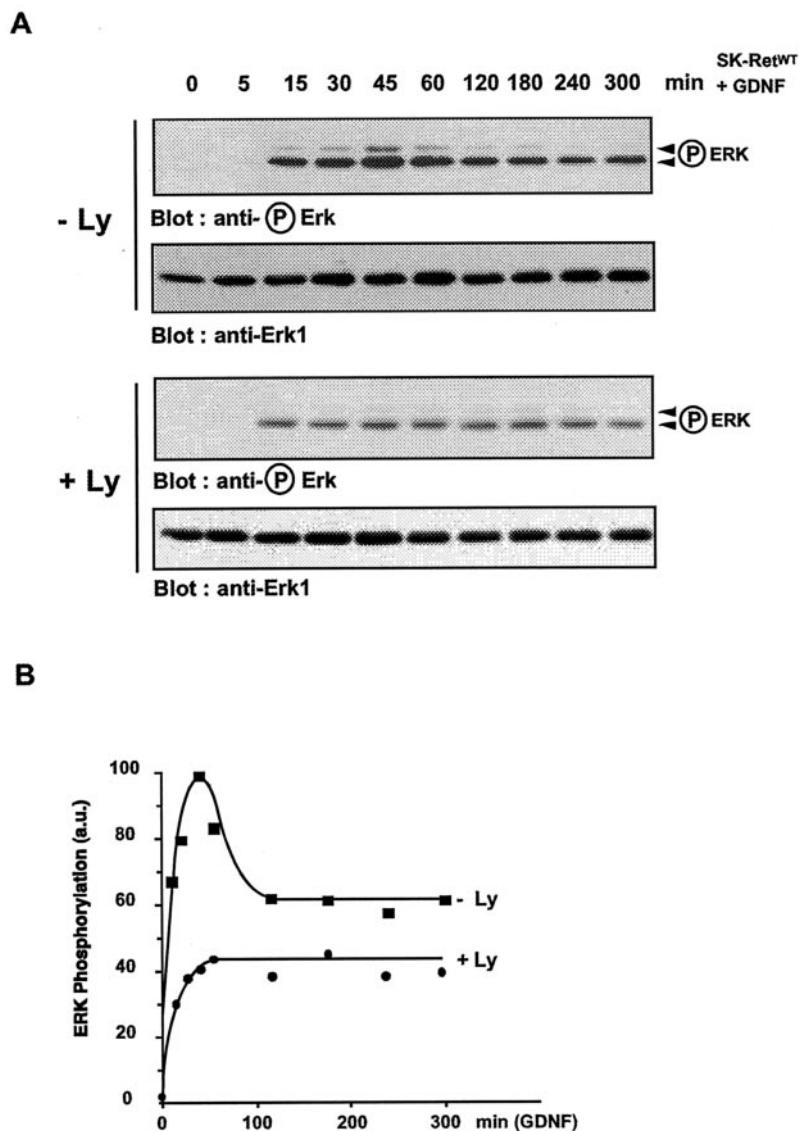 A
0 5 15 30 45 60 120 180 240 300 min SK-RetWT + GDNF
P ERK
- Ly
Blot : anti- P Erk
Blot : anti-Erk1
P ERK
+ Ly
Blot : anti- P Erk
Blot : anti-Erk1
B
ERK Phosphorylation (a.u.)
100
80
60
40
20
0
- Ly
+ Ly
0 100 200 300 min (GDNF)